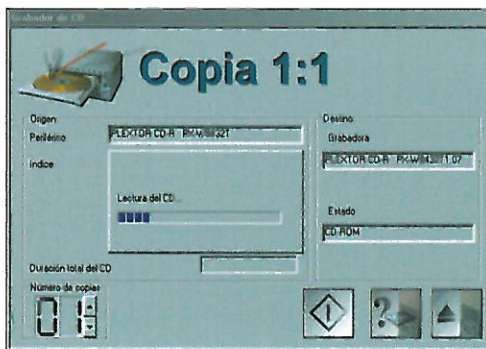 Grabador de CD
Copia 1:1
Origen
Periférico
PLEXTOR CD-R
Indice
Lectura del CD...
Duración total del CD
Número de copias
01
Destino
Grabadora
PLEXTOR CD-R
Estado
CD-ROM
?